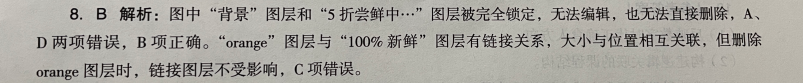 8. B 解析：图中“背景”图层和“5 折尝鲜中…”图层被完全锁定，无法编辑，也无法直接删除，A、
D 两项错误，B 项正确。“orange”图层与“100% 新鲜”图层有链接关系，大小与位置相互关联，但删除
orange 图层时，链接图层不受影响，C 项错误。